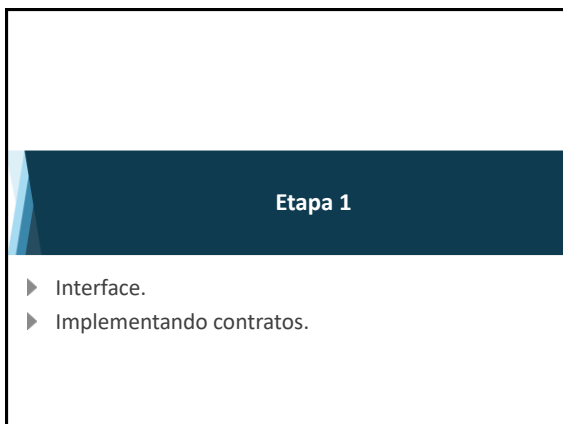 Etapa 1
Interface.
Implementando contratos.